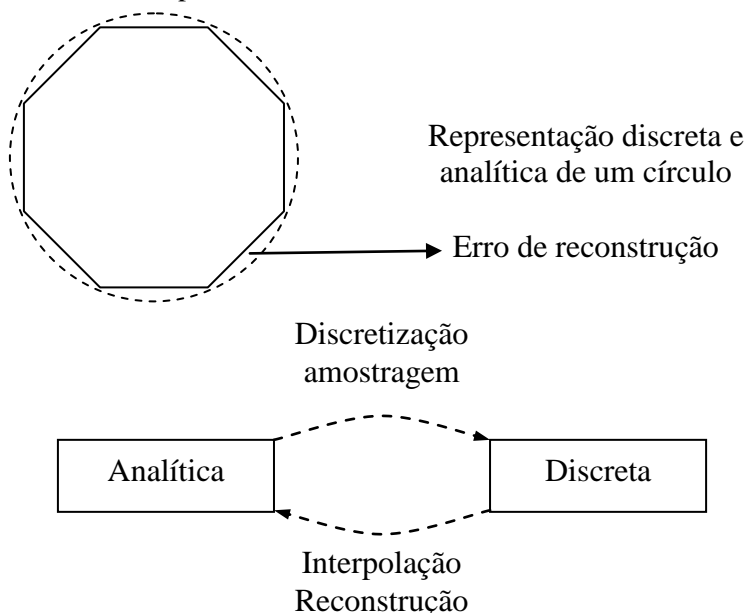 Representação discreta e
analítica de um círculo
Erro de reconstrução
Discretização
amostragem
Analítica
Discreta
Interpolação
Reconstrução